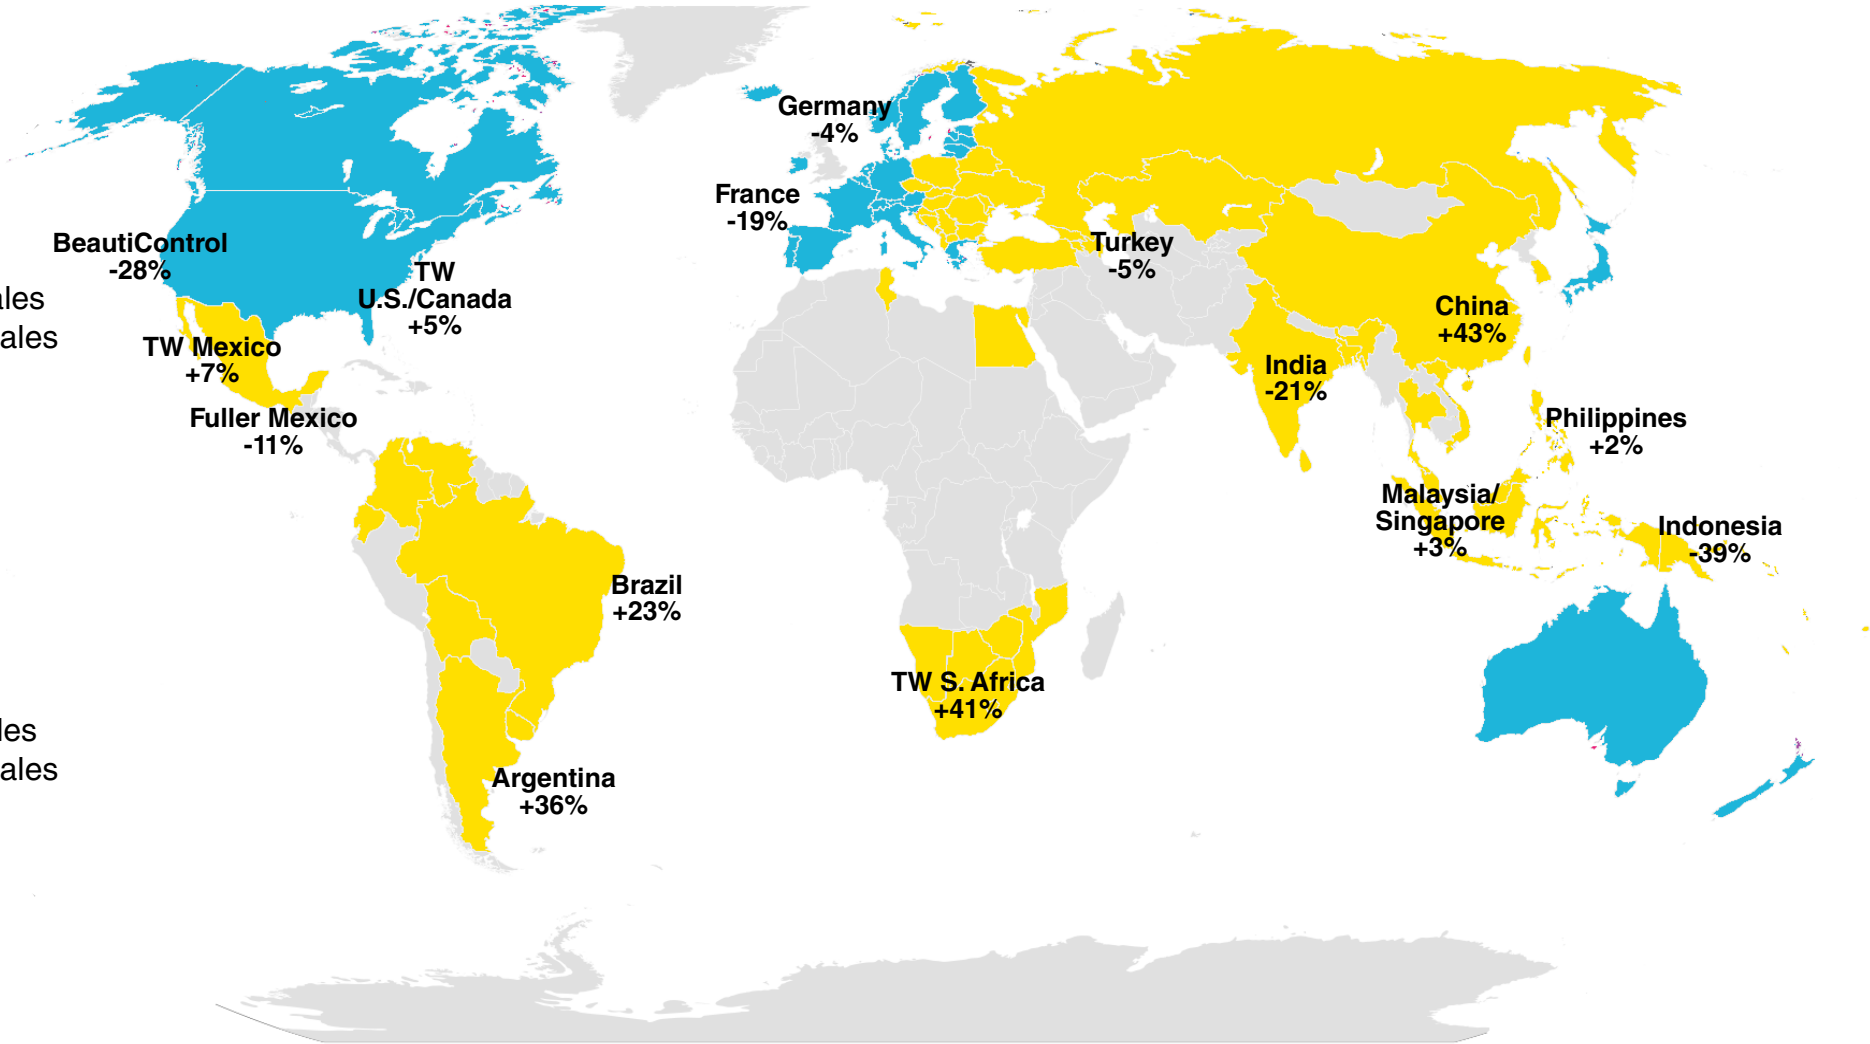 Germany
-4%
France
-19%
BeautiControl
-28%
TW
U.S./Canada
+5%
Turkey
-5%
China
+43%
TW Mexico
+7%
India
-21%
Fuller Mexico
-11%
Philippines
+2%
Malaysia/
Singapore
+3%
Indonesia
-39%
Brazil
+23%
TW S. Africa
+41%
Argentina
+36%